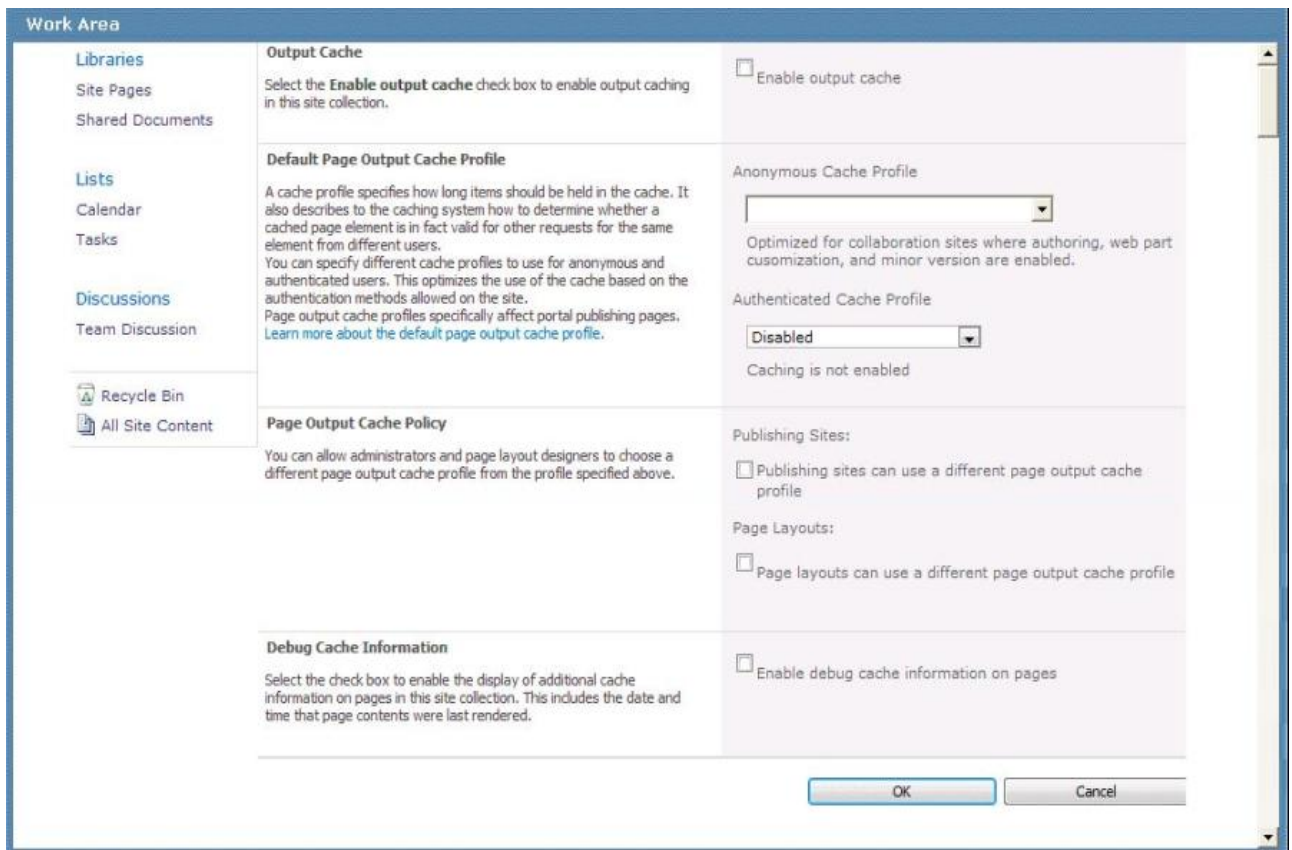 Work Area
Libraries
Site Pages
Shared Documents
Lists
Calendar
Tasks
Discussions
Team Discussion
Recycle Bin
All Site Content
Output Cache
Select the Enable output cache check box to enable output caching
in this site collection.
Enable output cache
Default Page Output Cache Profile
A cache profile specifies how long items should be held in the cache. It
also describes to the caching system how to determine whether a
cached page element is in fact valid for other requests for the same
element from different users.
You can specify different cache profiles to use for anonymous and
authenticated users. This optimizes the use of the cache based on the
authentication methods allowed on the site.
Page output cache profiles specifically affect portal publishing pages.
Learn more about the default page output cache profile.
Anonymous Cache Profile
Optimized for collaboration sites where authoring, web part
cusomization, and minor version are enabled.
Authenticated Cache Profile
Disabled
Caching is not enabled
Page Output Cache Policy
You can allow administrators and page layout designers to choose a
different page output cache profile from the profile specified above.
Publishing Sites:
Publishing sites can use a different page output cache
profile
Page Layouts:
Page layouts can use a different page output cache profile
Debug Cache Information
Select the check box to enable the display of additional cache
information on pages in this site collection. This includes the date and
time that page contents were last rendered.
Enable debug cache information on pages
OK
Cancel